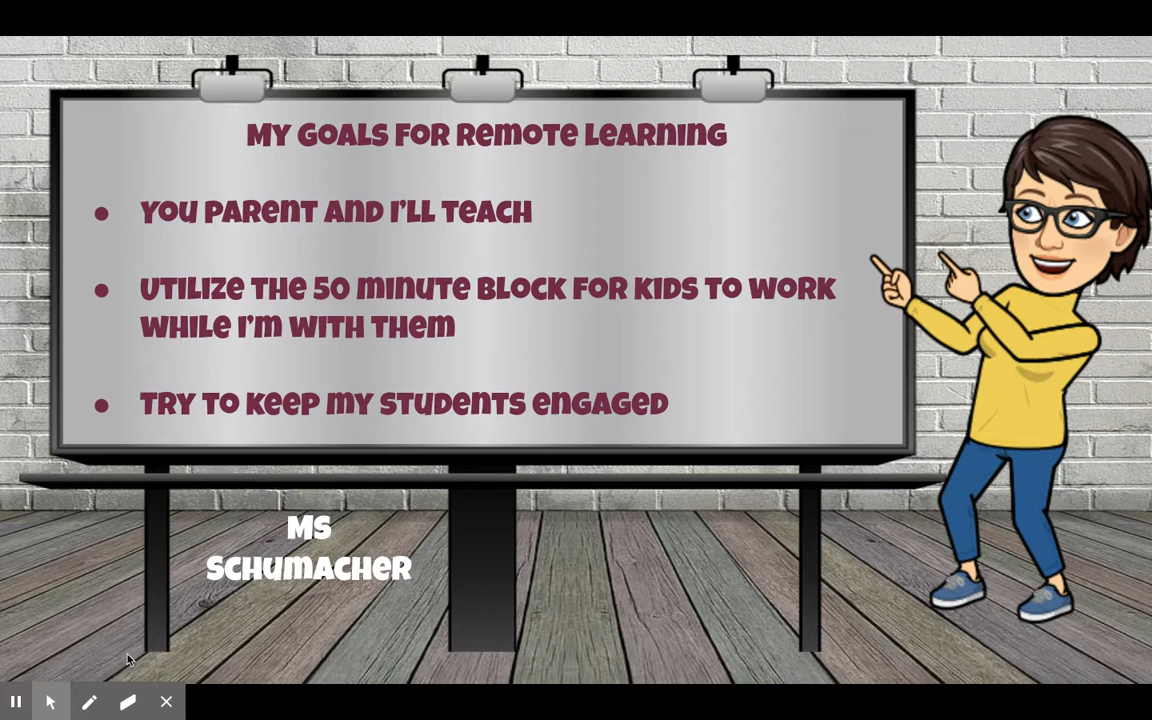 My Goals for Remote Learning
You parent and I'll teach
Utilize the 50 minute block for kids to work
while I'm with them
Try to keep my students engaged
Ms
Schumacher